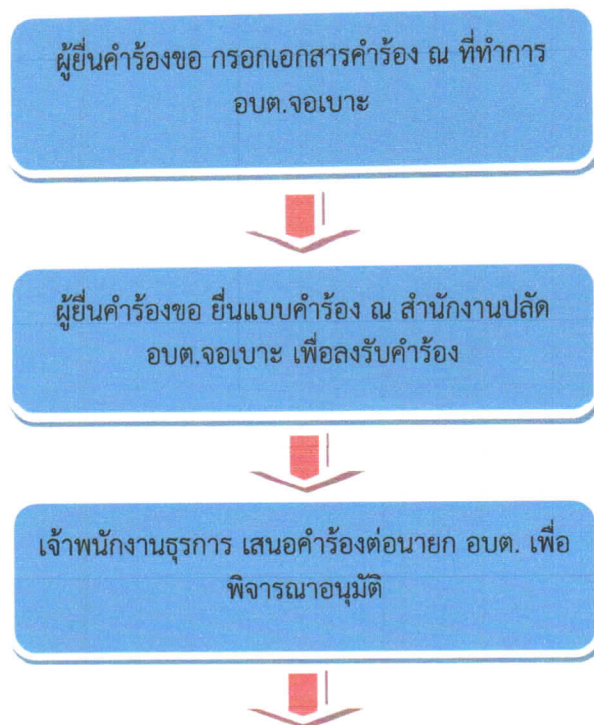 ผู้ยื่นคำร้องขอ กรอกเอกสารคำร้อง ณ ที่ทำการ
อบต.จอเบาะ
ผู้ยื่นคำร้องขอ ยื่นแบบคำร้อง ณ สำนักงานปลัด
อบต.จอเบาะ เพื่อลงรับคำร้อง
เจ้าพนักงานธุรการ เสนอคำร้องต่อนายก อบต. เพื่อ
พิจารณาอนุมัติ